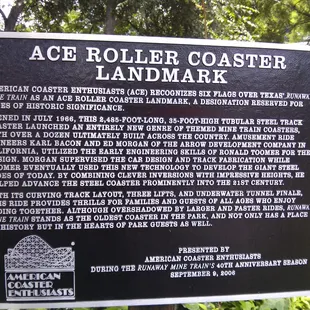 ACE ROLLER COASTER
LANDMARK
AMERICAN COASTER ENTHUSIASTS (ACE) RECOGNIZES SIX FLAGS OVER TEXAS' RUNAWAY
MINE TRAIN AS AN ACE ROLLER COASTER LANDMARK, A DESIGNATION RESERVED FOR
OF HISTORIC SIGNIFICANCE.
IN JULY 1966, THIS 2,485-FOOT-LONG, 35-FOOT-HIGH TUBULAR STEEL TRACK
COASTER LAUNCHED AN ENTIRELY NEW GENRE OF THEMED MINE TRAIN COASTERS,
WITH OVER A DOZEN ULTIMATELY BUILT ACROSS THE COUNTRY. AMUSEMENT RIDE
ENGINEERS KARL BACON AND ED MORGAN OF THE ARROW DEVELOPMENT COMPANY IN
CALIFORNIA, UTILIZED THE EARLY ENGINEERING SKILLS OF RONALD TOOMER FOR THE
DESIGN. MORGAN SUPERVISED THE CAR DESIGN AND TRACK FABRICATION WHILE
TOOMER EVENTUALLY USED THIS NEW TECHNOLOGY TO DEVELOP THE GIANT STEEL
OF TODAY. BY COMBINING CLEVER INVERSIONS WITH IMPRESSIVE HEIGHTS, HE
HELPED ADVANCE THE STEEL COASTER PROMINENTLY INTO THE 21ST CENTURY.
WITH ITS CURVING TRACK LAYOUT, THREE LIFTS, AND UNDERWATER TUNNEL FINALE,
THIS RIDE PROVIDES THRILLS FOR FAMILIES AND GUESTS OF ALL AGES WHO ENJOY
RIDING TOGETHER. ALTHOUGH OVERSHADOWED BY LARGER AND FASTER RIDES, RUNAWAY
MINE TRAIN STANDS AS THE OLDEST COASTER IN THE PARK, AND NOT ONLY HAS A PLACE
IN HISTORY BUT IN THE HEARTS OF PARK GUESTS AS WELL.
PRESENTED BY
AMERICAN COASTER ENTHUSIASTS
DURING THE RUNAWAY MINE TRAIN'S 40TH ANNIVERSARY SEASON
SEPTEMBER 9, 2006
AMERICAN
COASTER
ENTHUSIASTS